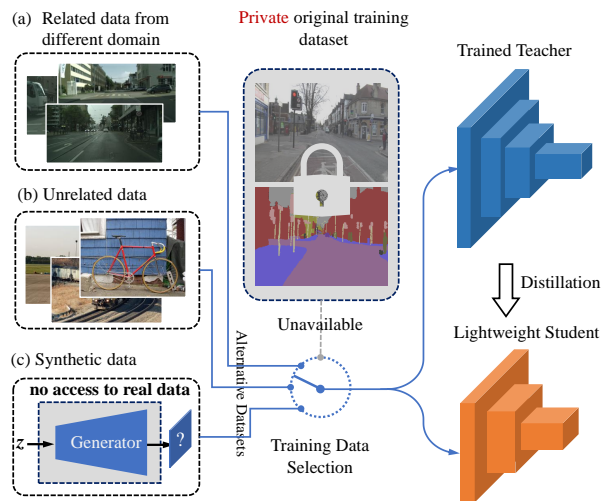 (a) Related data from
different domain
Private original training
dataset
Trained Teacher
(b) Unrelated data
Unavailable
Distillation
Lightweight Student
(c) Synthetic data
no access to real data
z
Generator
?
Alternative Datasets
Training Data
Selection